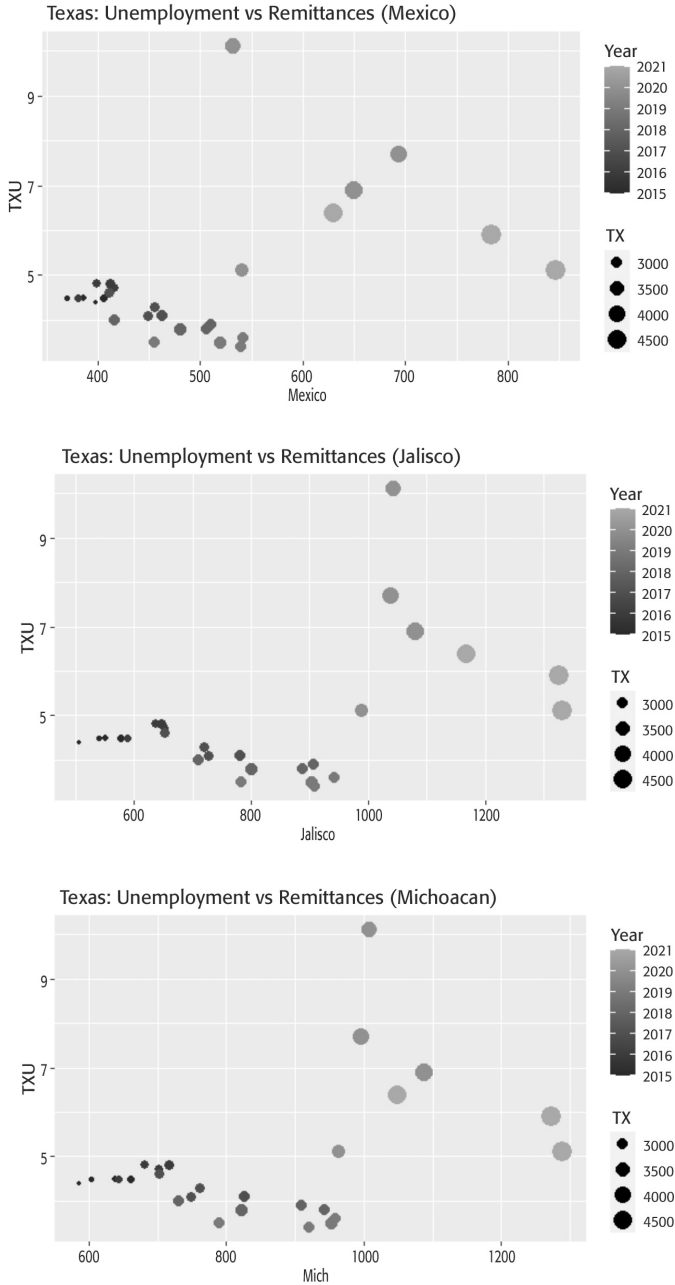 Texas: Unemployment vs Remittances (Mexico)
TXU
9
7
5
400 500 600 700 800
Mexico
Year
2021
2020
2019
2018
2017
2016
2015
TX
3000
3500
4000
4500
Texas: Unemployment vs Remittances (Jalisco)
TXU
9
7
5
600 800 1000 1200
Jalisco
Year
2021
2020
2019
2018
2017
2016
2015
TX
3000
3500
4000
4500
Texas: Unemployment vs Remittances (Michoacan)
TXU
9
7
5
600 800 1000 1200
Mich
Year
2021
2020
2019
2018
2017
2016
2015
TX
3000
3500
4000
4500